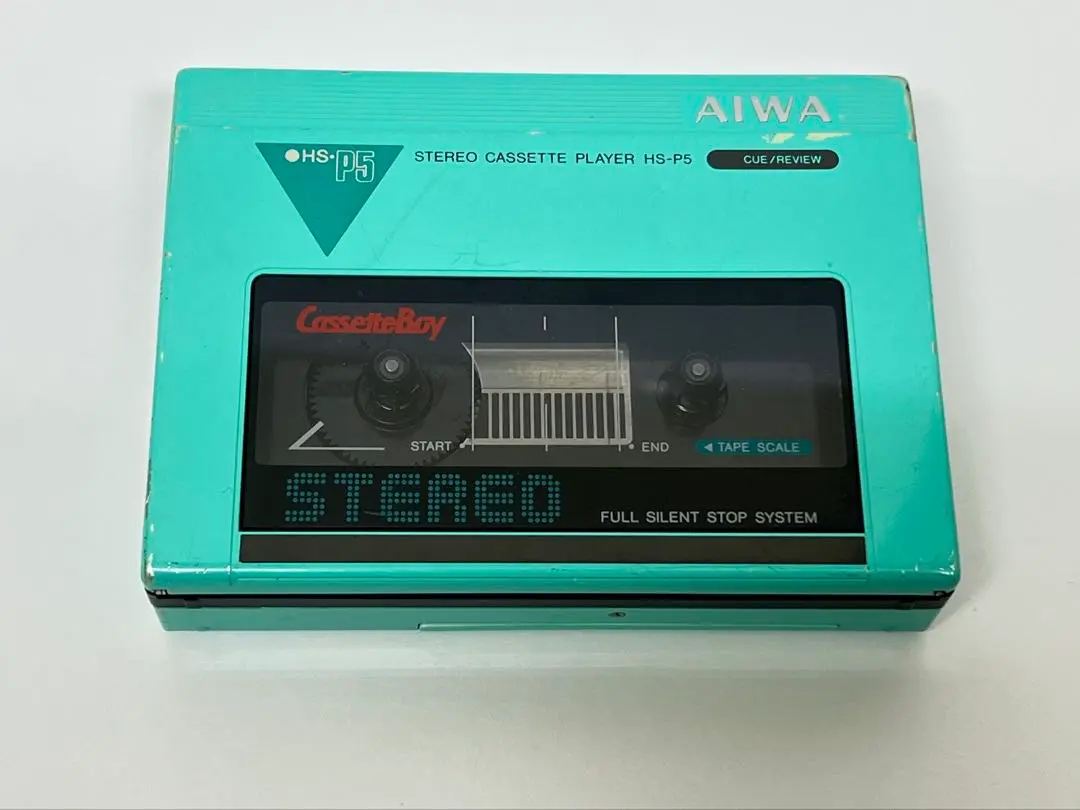 AIWA
HS-P5
STEREO CASSETTE PLAYER HS-P5
CUE/REVIEW
CassetteBoy
START
END
TAPE SCALE
STEREO
FULL SILENT STOP SYSTEM